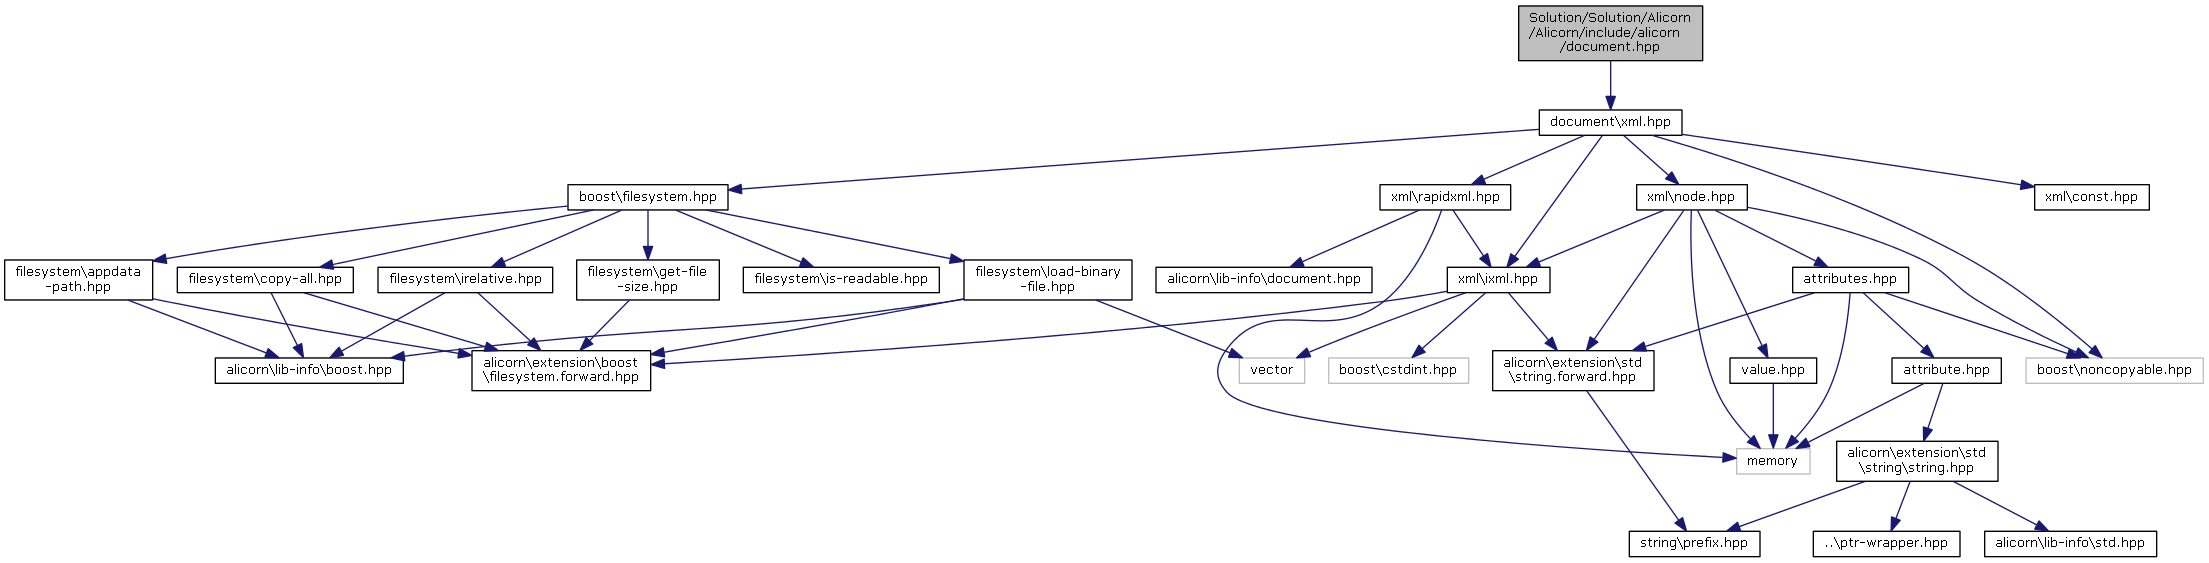 Solution/Solution/Alicorn
/Alicorn/include/alicorn
/document.hpp
document\xml.hpp
boost\filesystem.hpp
xml\rapidxml.hpp
xml\node.hpp
xml\const.hpp
filesystem\appdata
-path.hpp
filesystem\copy-all.hpp
filesystem\irelative.hpp
filesystem\get-file
-size.hpp
filesystem\is-readable.hpp
filesystem\load-binary
-file.hpp
alicorn\lib-info\document.hpp
xml\ixml.hpp
attributes.hpp
alicorn\lib-info\boost.hpp
alicorn\extension\boost
\filesystem.forward.hpp
vector
boost\cstdint.hpp
alicorn\extension\std
\string.forward.hpp
value.hpp
attribute.hpp
boost\noncopyable.hpp
memory
alicorn\extension\std
\string\string.hpp
string\prefix.hpp
..\ptr-wrapper.hpp
alicorn\lib-info\std.hpp